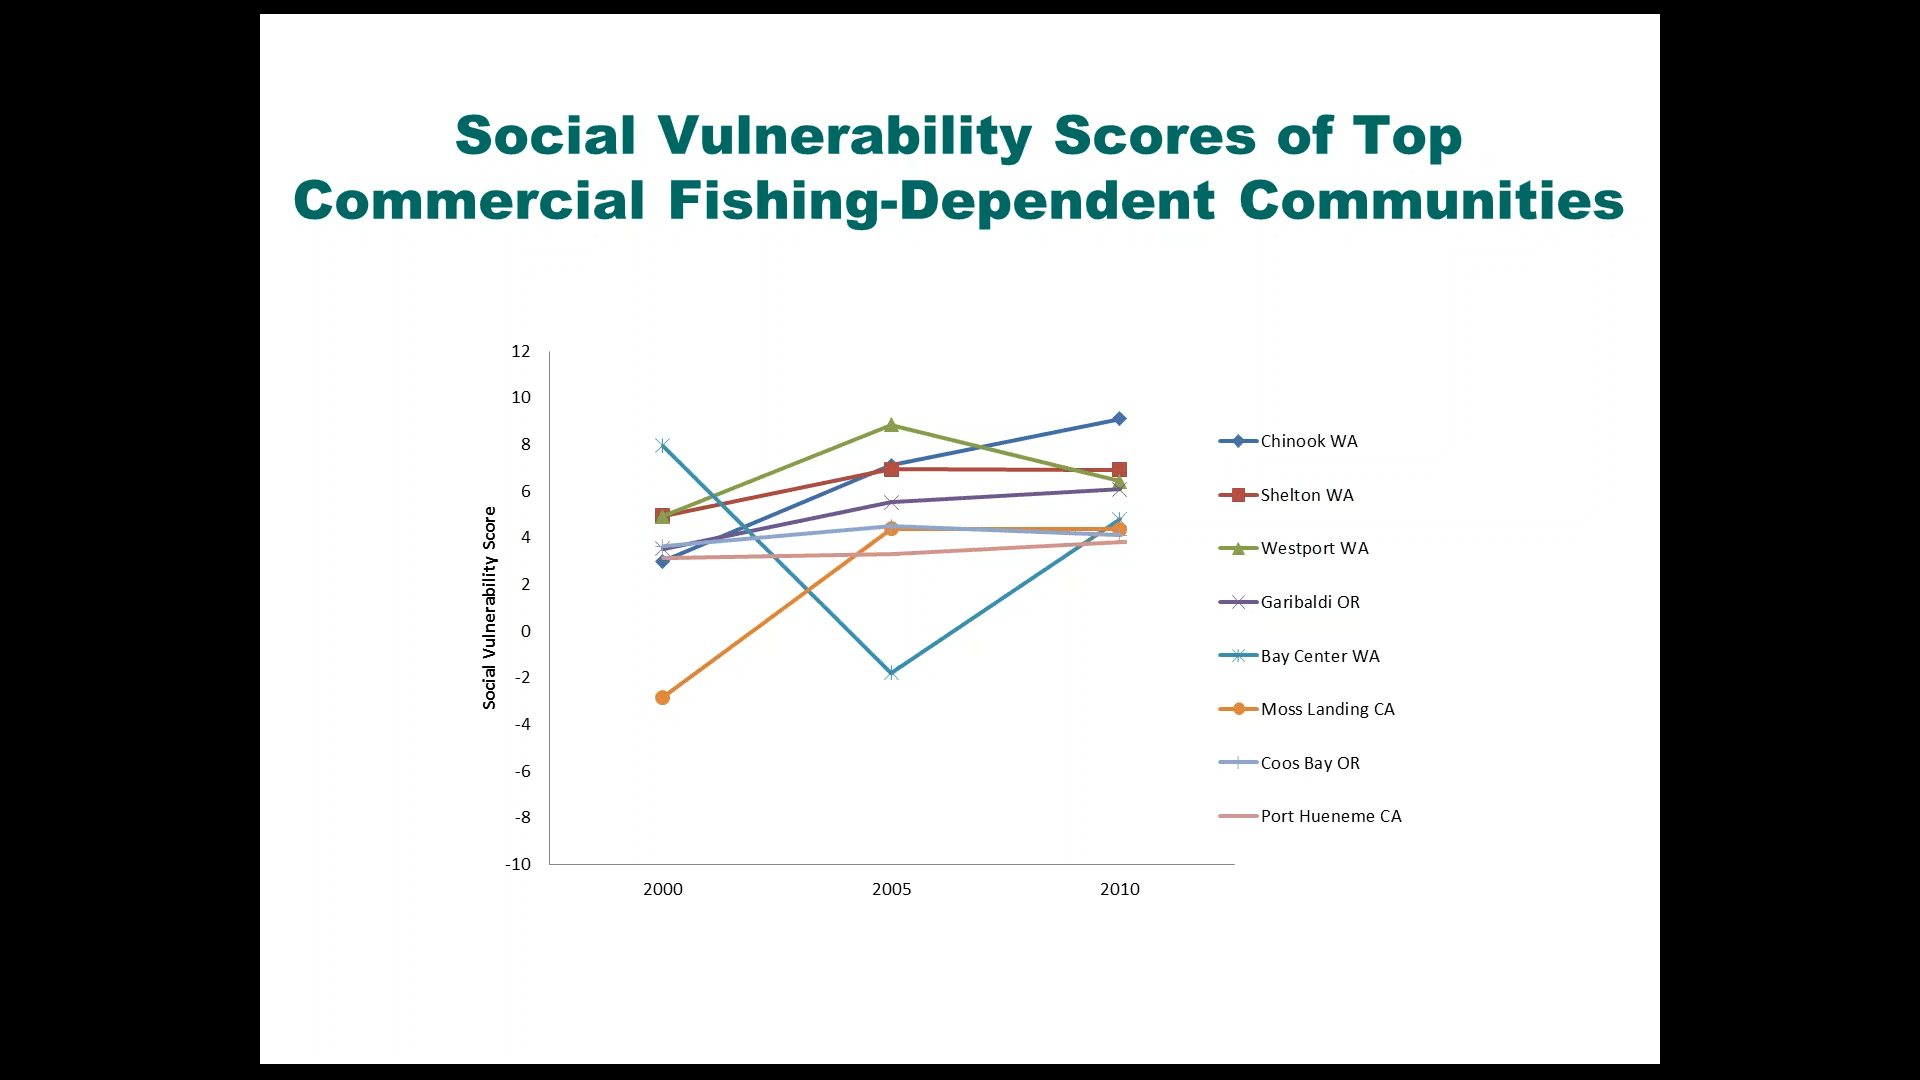 Social Vulnerability Scores of Top
Commercial Fishing-Dependent Communities
12
10
8
6
4
2
0
-2
-4
-6
-8
-10
Social Vulnerability Score
2000 2005 2010
Chinook WA
Shelton WA
Westport WA
Garibaldi OR
Bay Center WA
Moss Landing CA
Coos Bay OR
Port Hueneme CA